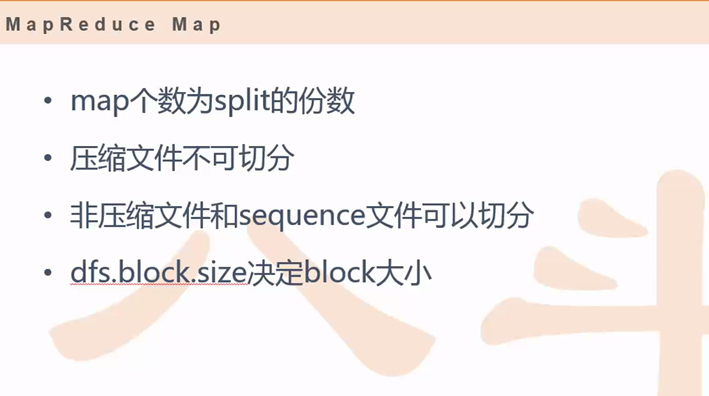 MapReduce Map
• map个数为split的份数
• 压缩文件不可切分
• 非压缩文件和sequence文件可以切分
• dfs.block.size决定block大小
八斗